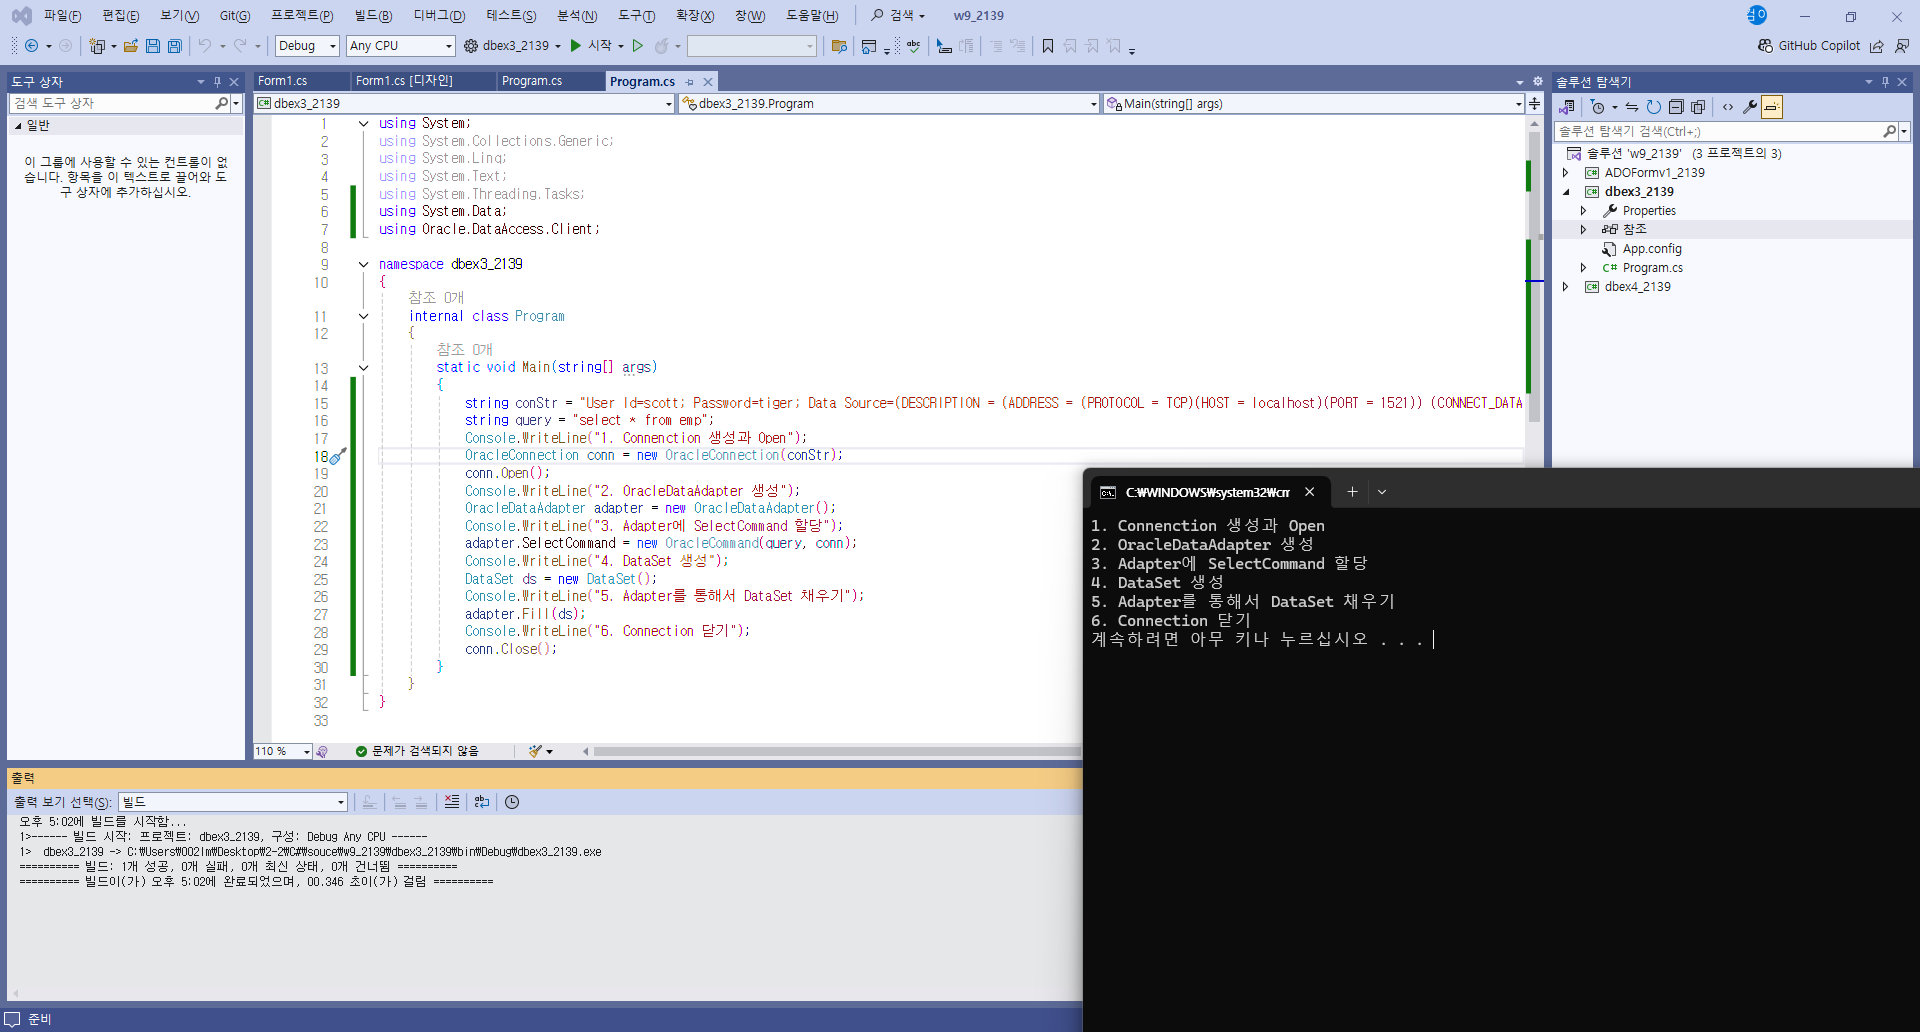 파일(F) 편집(E) 보기(V) Git(G) 프로젝트(P) 빌드(B) 디버그(D) 테스트(S) 분석(N) 도구(T) 확장(X) 창(W) 도움말(H) 검색 w9_2139
Debug Any CPU dbex3_2139 시작 GitHub Copilot
도구 상자
검색 도구 상자
일반
이 그룹에 사용할 수 있는 컨트롤이 없
습니다. 항목을 이 텍스트로 끌어와 도
구 상자에 추가하십시오.
Form1.cs Form1.cs [디자인] Program.cs Program.cs
dbex3_2139 dbex3_2139.Program Main(string[] args)
1 using System;
2 using System.Collections.Generic;
3 using System.Linq;
4 using System.Text;
5 using System.Threading.Tasks;
6 using System.Data;
7 using Oracle.DataAccess.Client;
8
9 namespace dbex3_2139
10 {
참조 0개
11 internal class Program
12 {
참조 0개
13 static void Main(string[] args)
14 {
15 string conStr = "User Id=scott; Password=tiger; Data Source=(DESCRIPTION = (ADDRESS = (PROTOCOL = TCP)(HOST = localhost)(PORT = 1521)) (CONNECT_DATA
16 string query = "select * from emp";
17 Console.WriteLine("1. Connenction 생성과 Open");
18 OracleConnection conn = new OracleConnection(conStr);
19 conn.Open();
20 Console.WriteLine("2. OracleDataAdapter 생성");
21 OracleDataAdapter adapter = new OracleDataAdapter();
22 Console.WriteLine("3. Adapter에 SelectCommand 할당");
23 adapter.SelectCommand = new OracleCommand(query, conn);
24 Console.WriteLine("4. DataSet 생성");
25 DataSet ds = new DataSet();
26 Console.WriteLine("5. Adapter를 통해서 DataSet 채우기");
27 adapter.Fill(ds);
28 Console.WriteLine("6. Connection 닫기");
29 conn.Close();
30 }
31 }
32 }
33
110 % 문제가 검색되지 않음
솔루션 탐색기
솔루션 탐색기 검색(Ctrl+;)
솔루션 'w9_2139' (3 프로젝트의 3)
ADOFormv1_2139
dbex3_2139
Properties
참조
App.config
Program.cs
dbex4_2139
C:₩WINDOWS₩system32₩cm
1. Connenction 생성과 Open
2. OracleDataAdapter 생성
3. Adapter에 SelectCommand 할당
4. DataSet 생성
5. Adapter를 통해서 DataSet 채우기
6. Connection 닫기
계속하려면 아무 키나 누르십시오 . . .
출력
출력 보기 선택(S): 빌드
오후 5:02에 빌드를 시작함...
1>------ 빌드 시작: 프로젝트: dbex3_2139, 구성: Debug Any CPU ------
1> dbex3_2139 -> C:₩Users₩002lm₩Desktop₩2-2₩C#₩souce₩w9_2139₩dbex3_2139₩bin₩Debug₩dbex3_2139.exe
========== 빌드: 1개 성공, 0개 실패, 0개 최신 상태, 0개 건너뜀 ==========
========== 빌드이(가) 오후 5:02에 완료되었으며, 00.346 초이(가) 걸림 ==========
준비